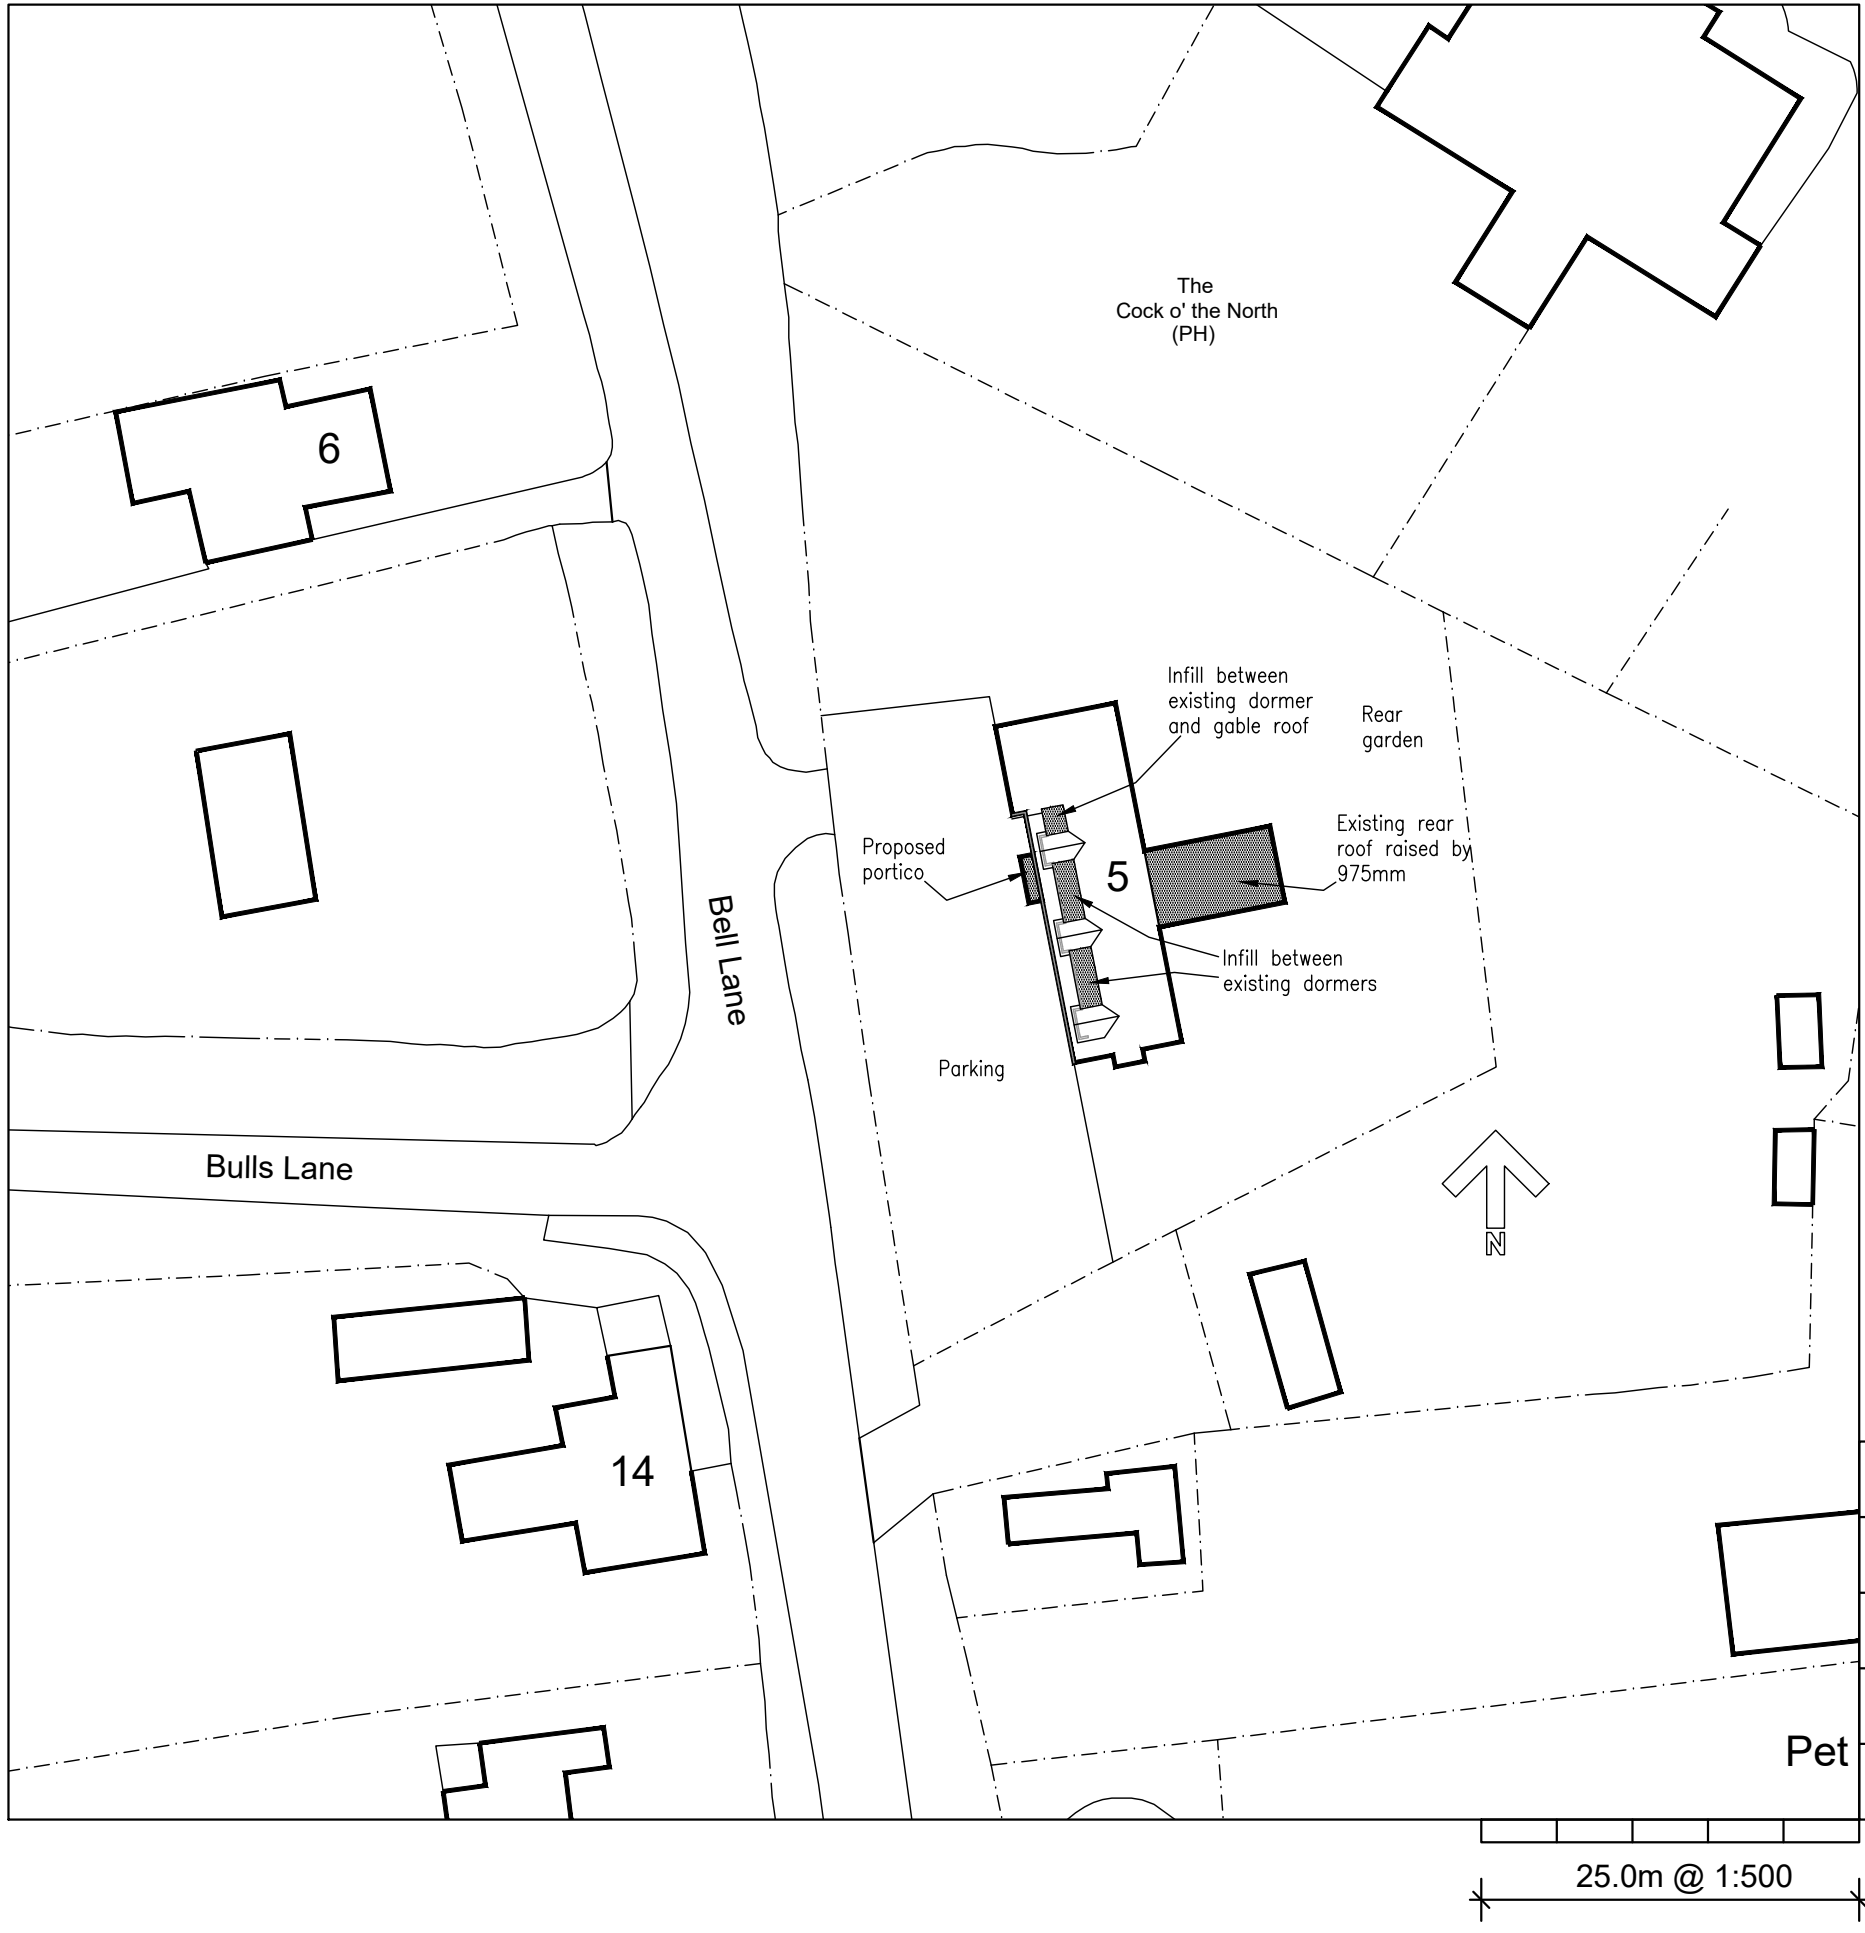 The
Cock o' the North
(PH)
6
Infill between
existing dormer
and gable roof
Rear
garden
Proposed
portico
5
Existing rear
roof raised by
975mm
Bell Lane
Infill between
existing dormers
Parking
Bulls Lane
N
14
Pet
25.0m @ 1:500